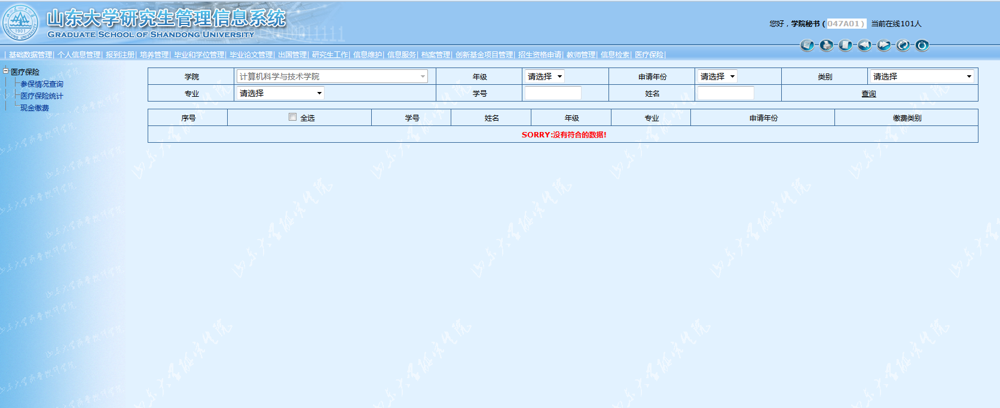 山东大学研究生管理信息系统
GRADUATE SCHOOL OF SHANDONG UNIVERSITY
SHANDONG UNIVERSITY
1901
您好，学院秘书 ( 047A01 ) 当前在线101人
| 基础数据管理| 个人信息管理| 报到注册| 培养管理| 毕业和学位管理| 毕业论文管理| 出国管理| 研究生工作| 信息维护| 信息服务| 档案管理| 创新基金项目管理| 招生资格申请| 教师管理| 信息检索| 医疗保险|
医疗保险
参保情况查询
医疗保险统计
现金缴费
学院 计算机科学与技术学院 年级 请选择 申请年份 请选择 类别 请选择
专业 请选择 学号 姓名 查询
序号 全选 学号 姓名 年级 专业 申请年份 缴费类别
SORRY:没有符合的数据!